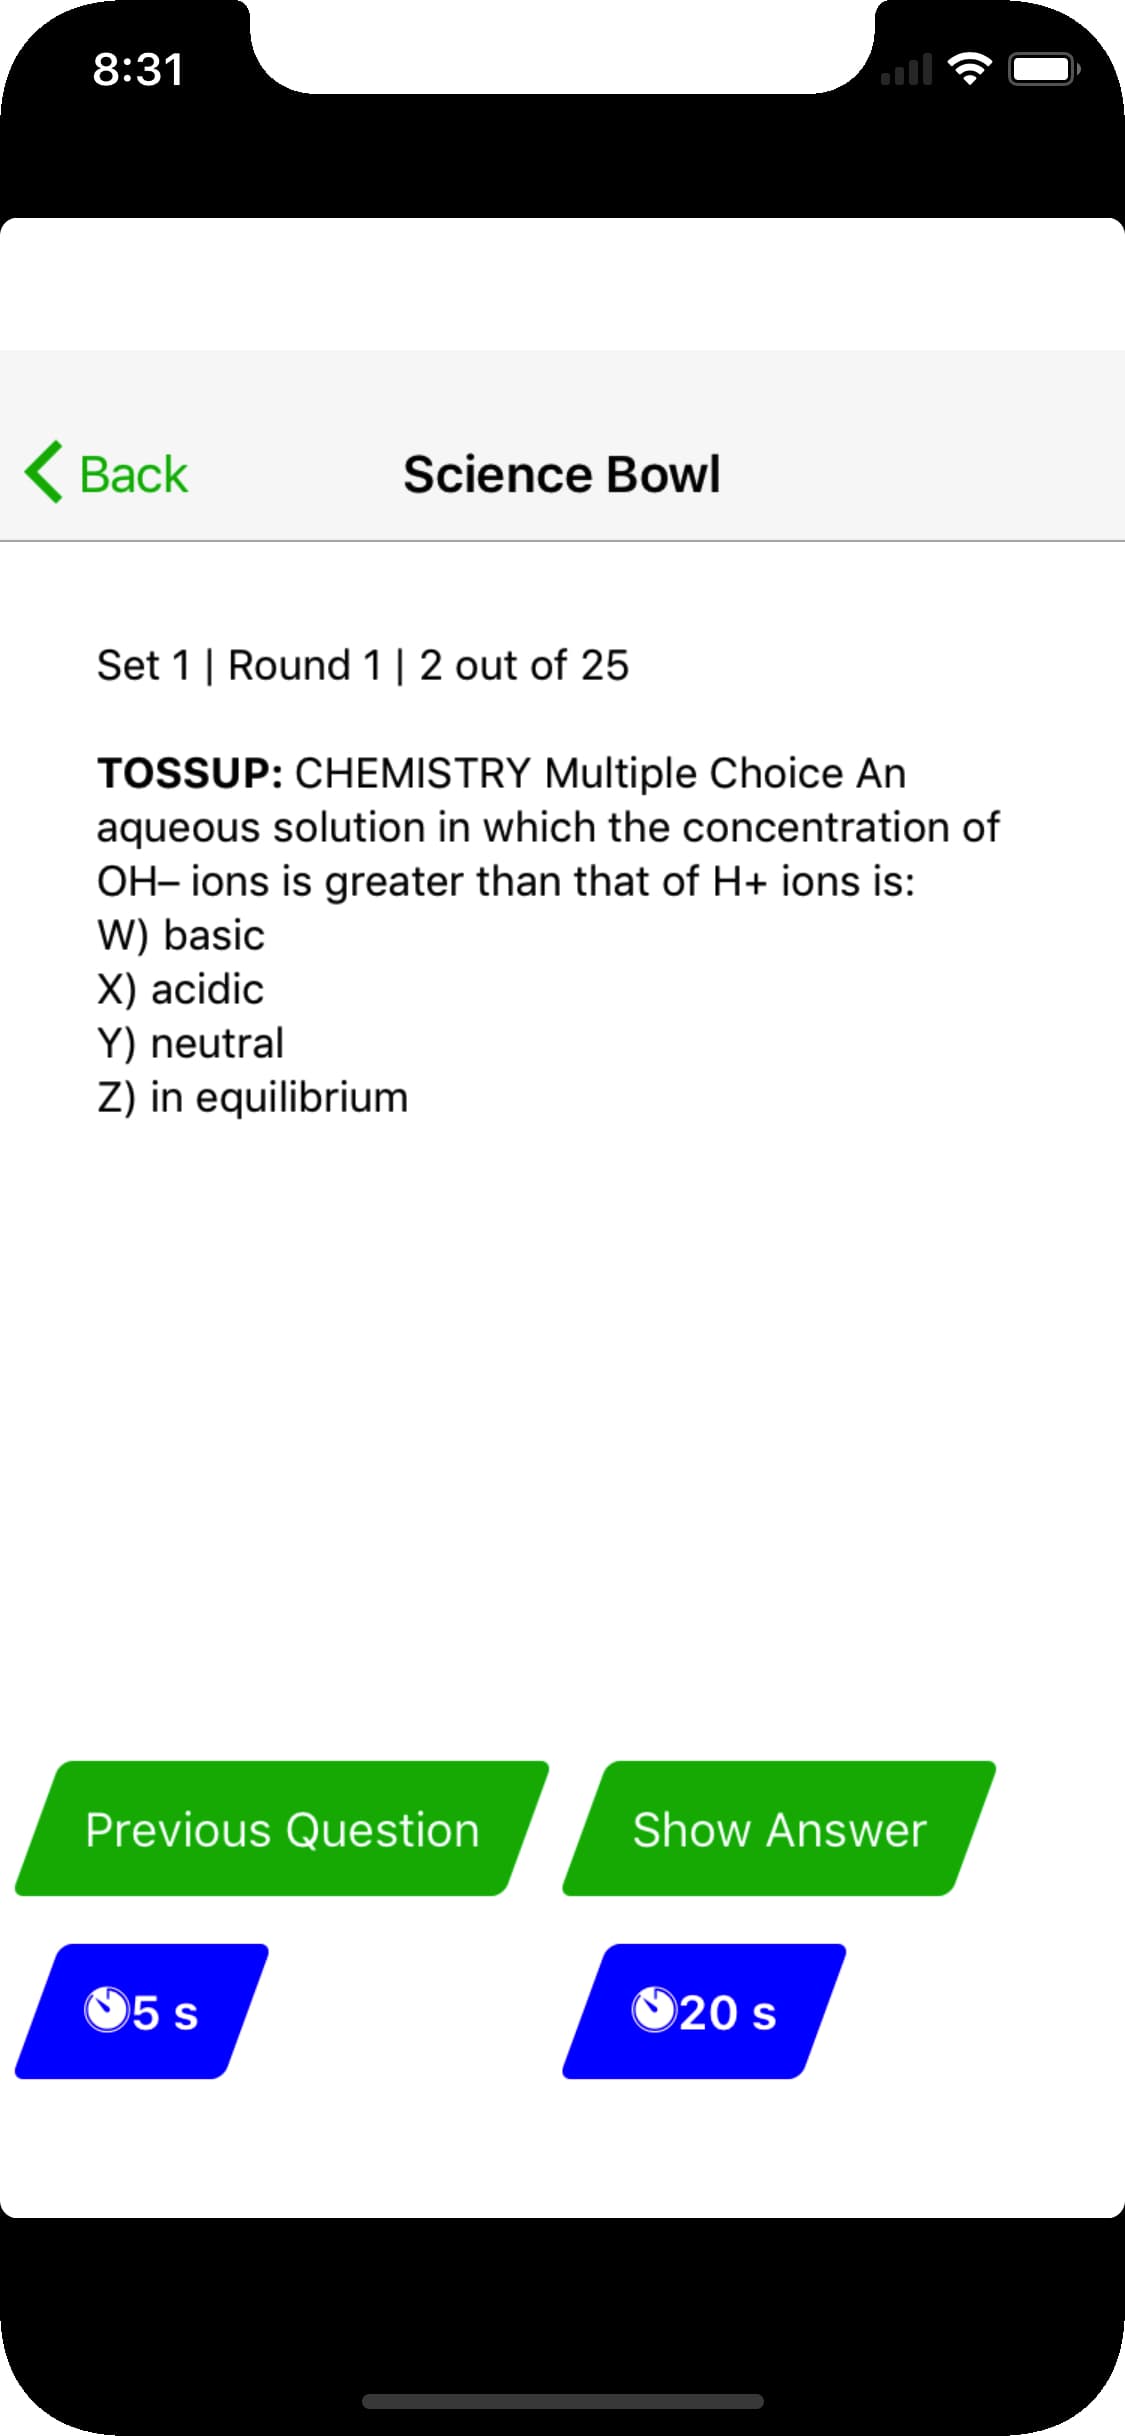 8:31
Back
Science Bowl
Set 1 | Round 1 | 2 out of 25
TOSSUP: CHEMISTRY Multiple Choice An
aqueous solution in which the concentration of
OH– ions is greater than that of H+ ions is:
W) basic
X) acidic
Y) neutral
Z) in equilibrium
Previous Question
Show Answer
5 s
20 s